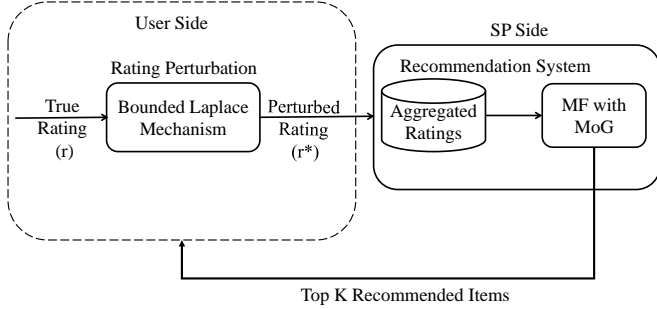 User Side
SP Side
Rating Perturbation
True
Rating
(r)
Bounded Laplace
Mechanism
Perturbed
Rating
(r*)
Recommendation System
Aggregated
Ratings
MF with
MoG
Top K Recommended Items